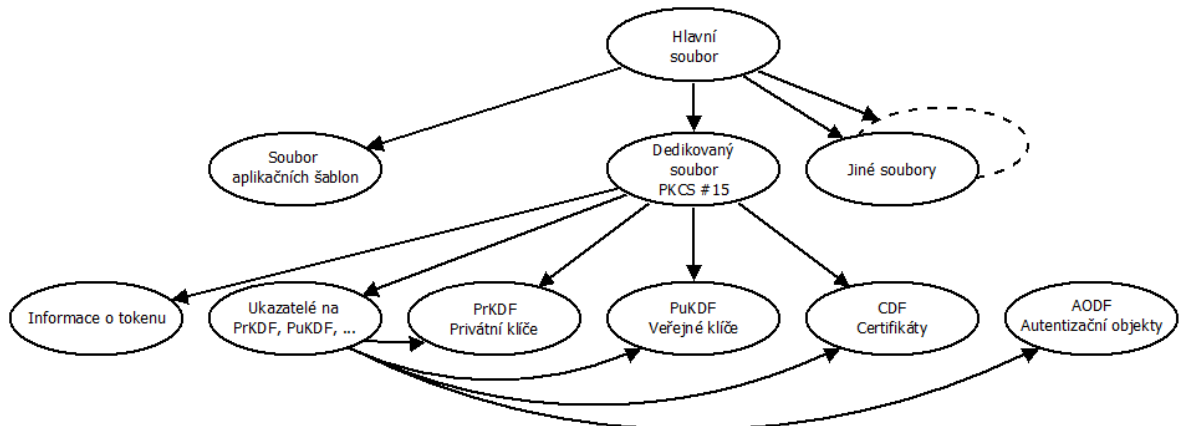 Hlavní
soubor
Soubor
aplikačních šablon
Dedikovaný
soubor
PKCS #15
Jiné soubory
Informace o tokenu
Ukazatelé na
PrKDF, PuKDF, ...
PrKDF
Privátní klíče
PuKDF
Veřejné klíče
CDF
Certifikáty
AODF
Autentizační objekty